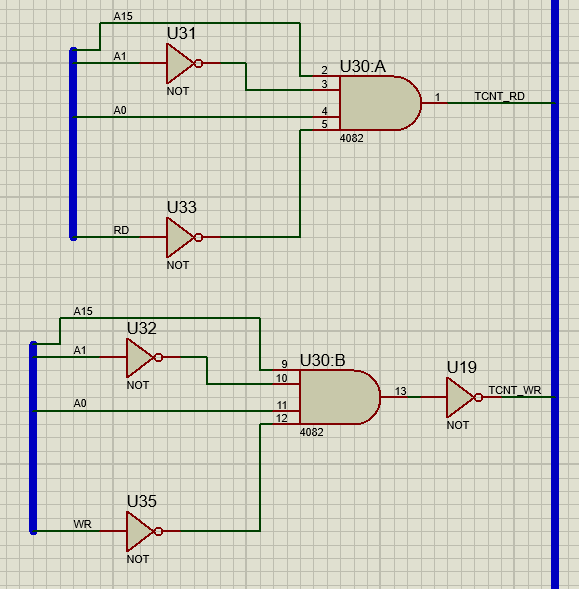 A15
U31
A1
NOT
U30:A
2
3
4
5
4082
1
TCNT_RD
A0
U33
RD
NOT
A15
U32
A1
NOT
U30:B
9
10
11
12
4082
13
U19
NOT
TCNT_WR
A0
U35
WR
NOT